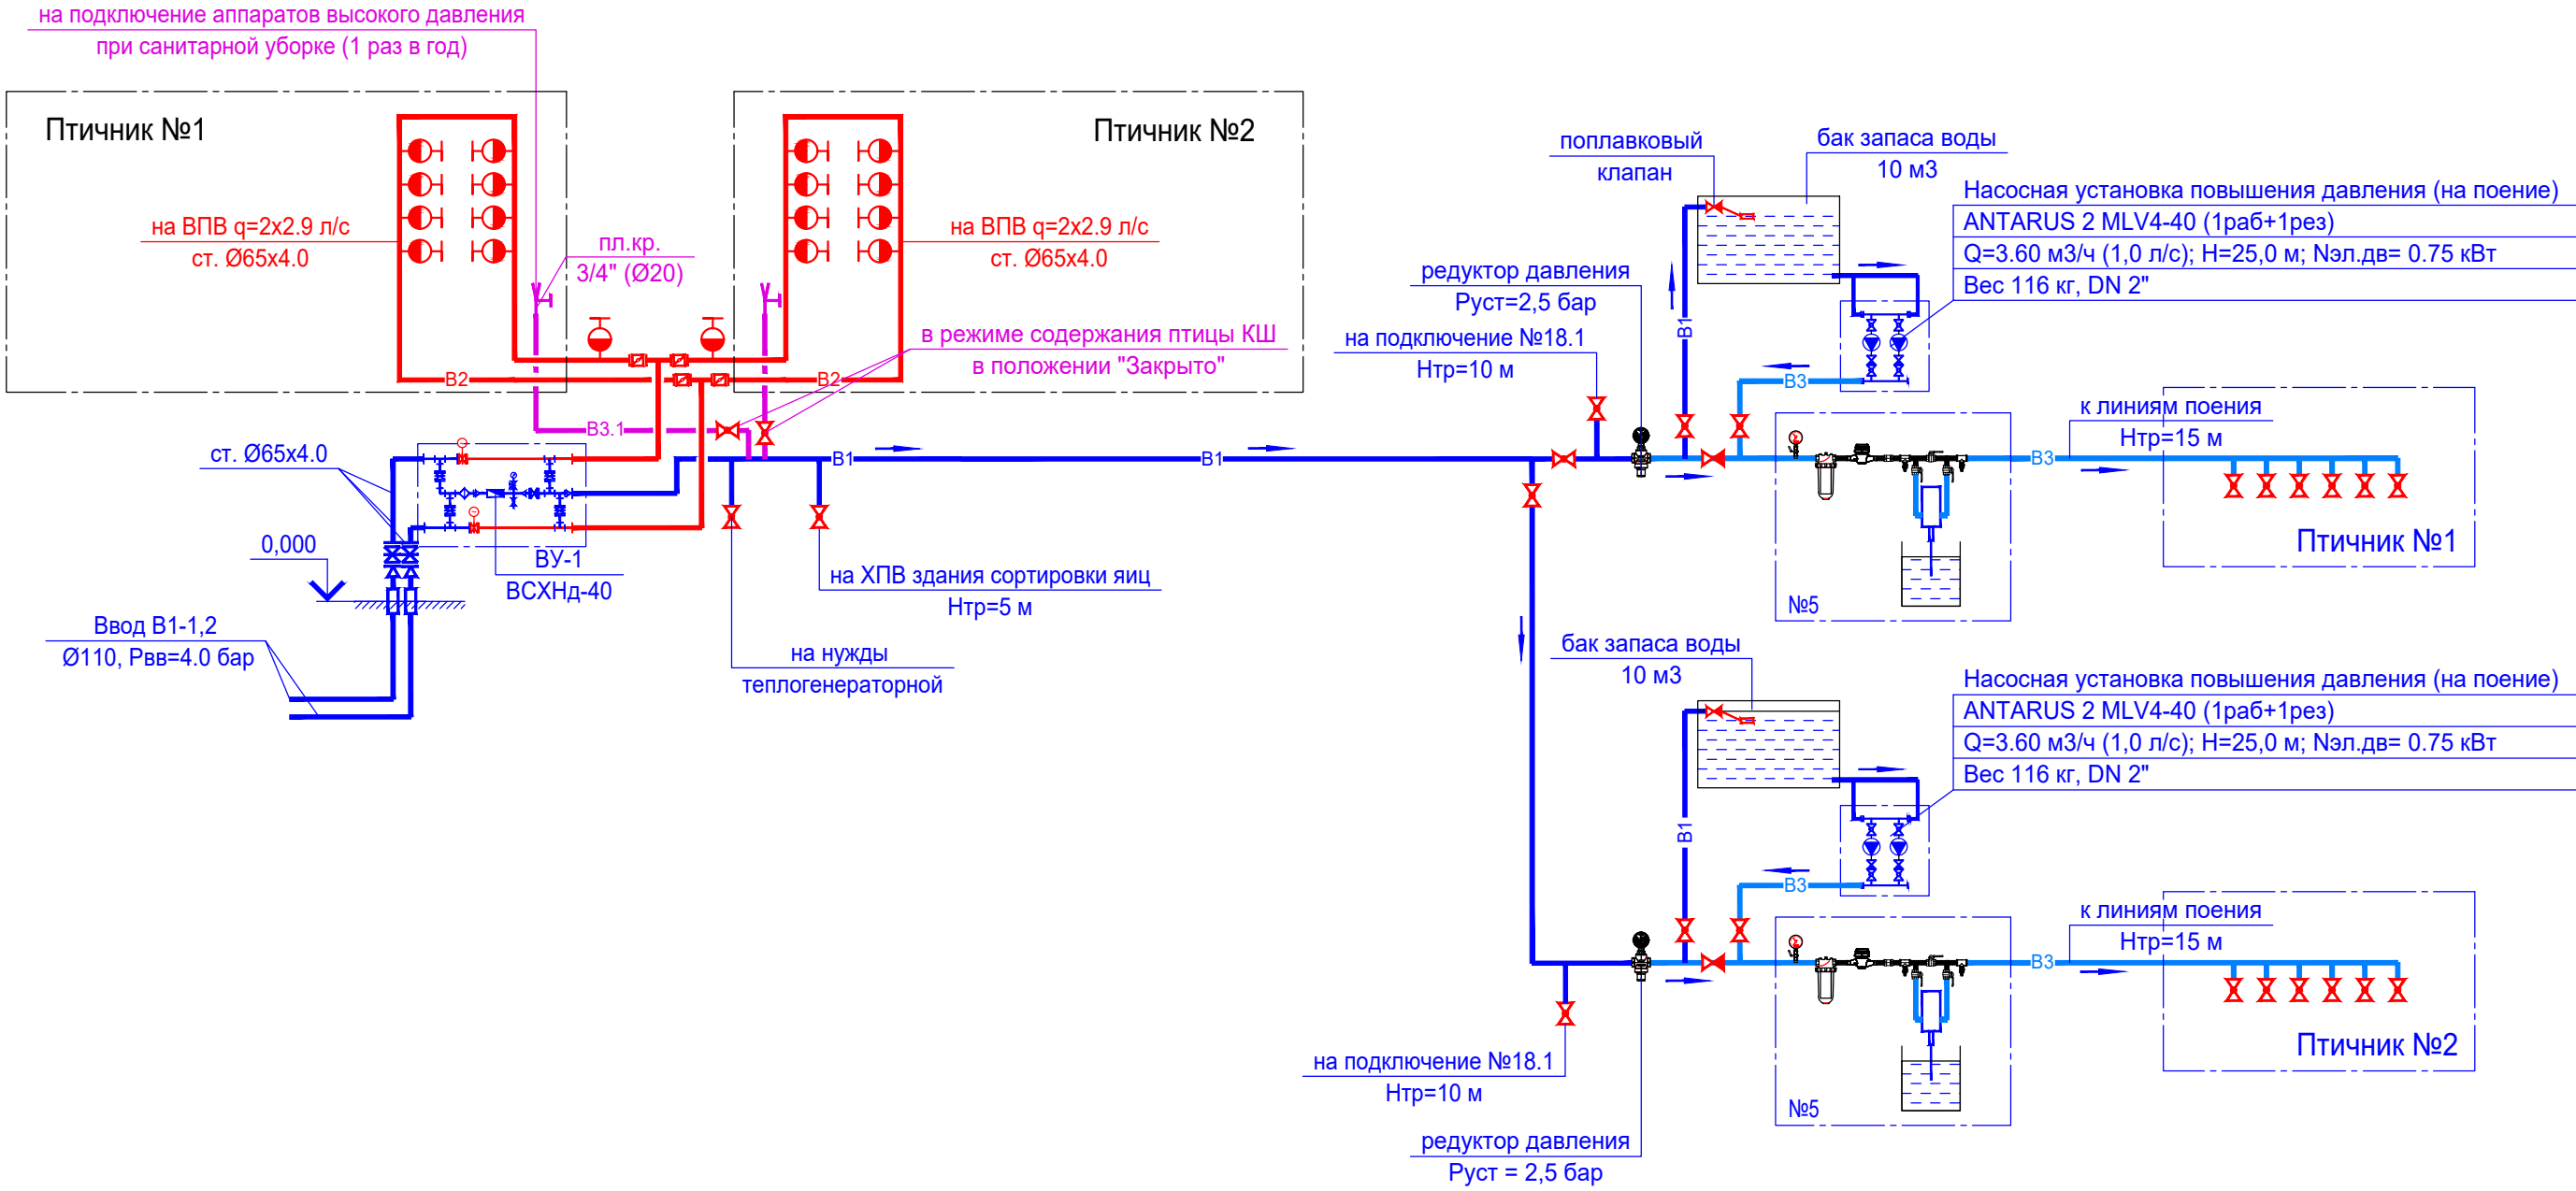 на подключение аппаратов высокого давления
при санитарной уборке (1 раз в год)
Птичник №1
Птичник №2
на ВПВ q=2x2.9 л/с
ст. Ø65x4.0
на ВПВ q=2x2.9 л/с
ст. Ø65x4.0
пл.кр.
3/4" (Ø20)
в режиме содержания птицы КШ
в положении "Закрыто"
В2
В2
В3.1
В1
В1
ст. Ø65x4.0
0,000
ВУ-1
ВСХНд-40
Ввод В1-1,2
Ø110, Рвв=4.0 бар
на ХПВ здания сортировки яиц
Нтр=5 м
на нужды
теплогенераторной
поплавковый
клапан
бак запаса воды
10 м3
Насосная установка повышения давления (на поение)
ANTARUS 2 MLV4-40 (1раб+1рез)
Q=3.60 м3/ч (1,0 л/с); Н=25,0 м; Nэл.дв= 0.75 кВт
Вес 116 кг, DN 2"
редуктор давления
Руст=2,5 бар
на подключение №18.1
Нтр=10 м
В1
В3
к линиям поения
Нтр=15 м
В3
№5
Птичник №1
бак запаса воды
10 м3
Насосная установка повышения давления (на поение)
ANTARUS 2 MLV4-40 (1раб+1рез)
Q=3.60 м3/ч (1,0 л/с); Н=25,0 м; Nэл.дв= 0.75 кВт
Вес 116 кг, DN 2"
В1
В3
к линиям поения
Нтр=15 м
В3
№5
Птичник №2
на подключение №18.1
Нтр=10 м
редуктор давления
Руст = 2,5 бар